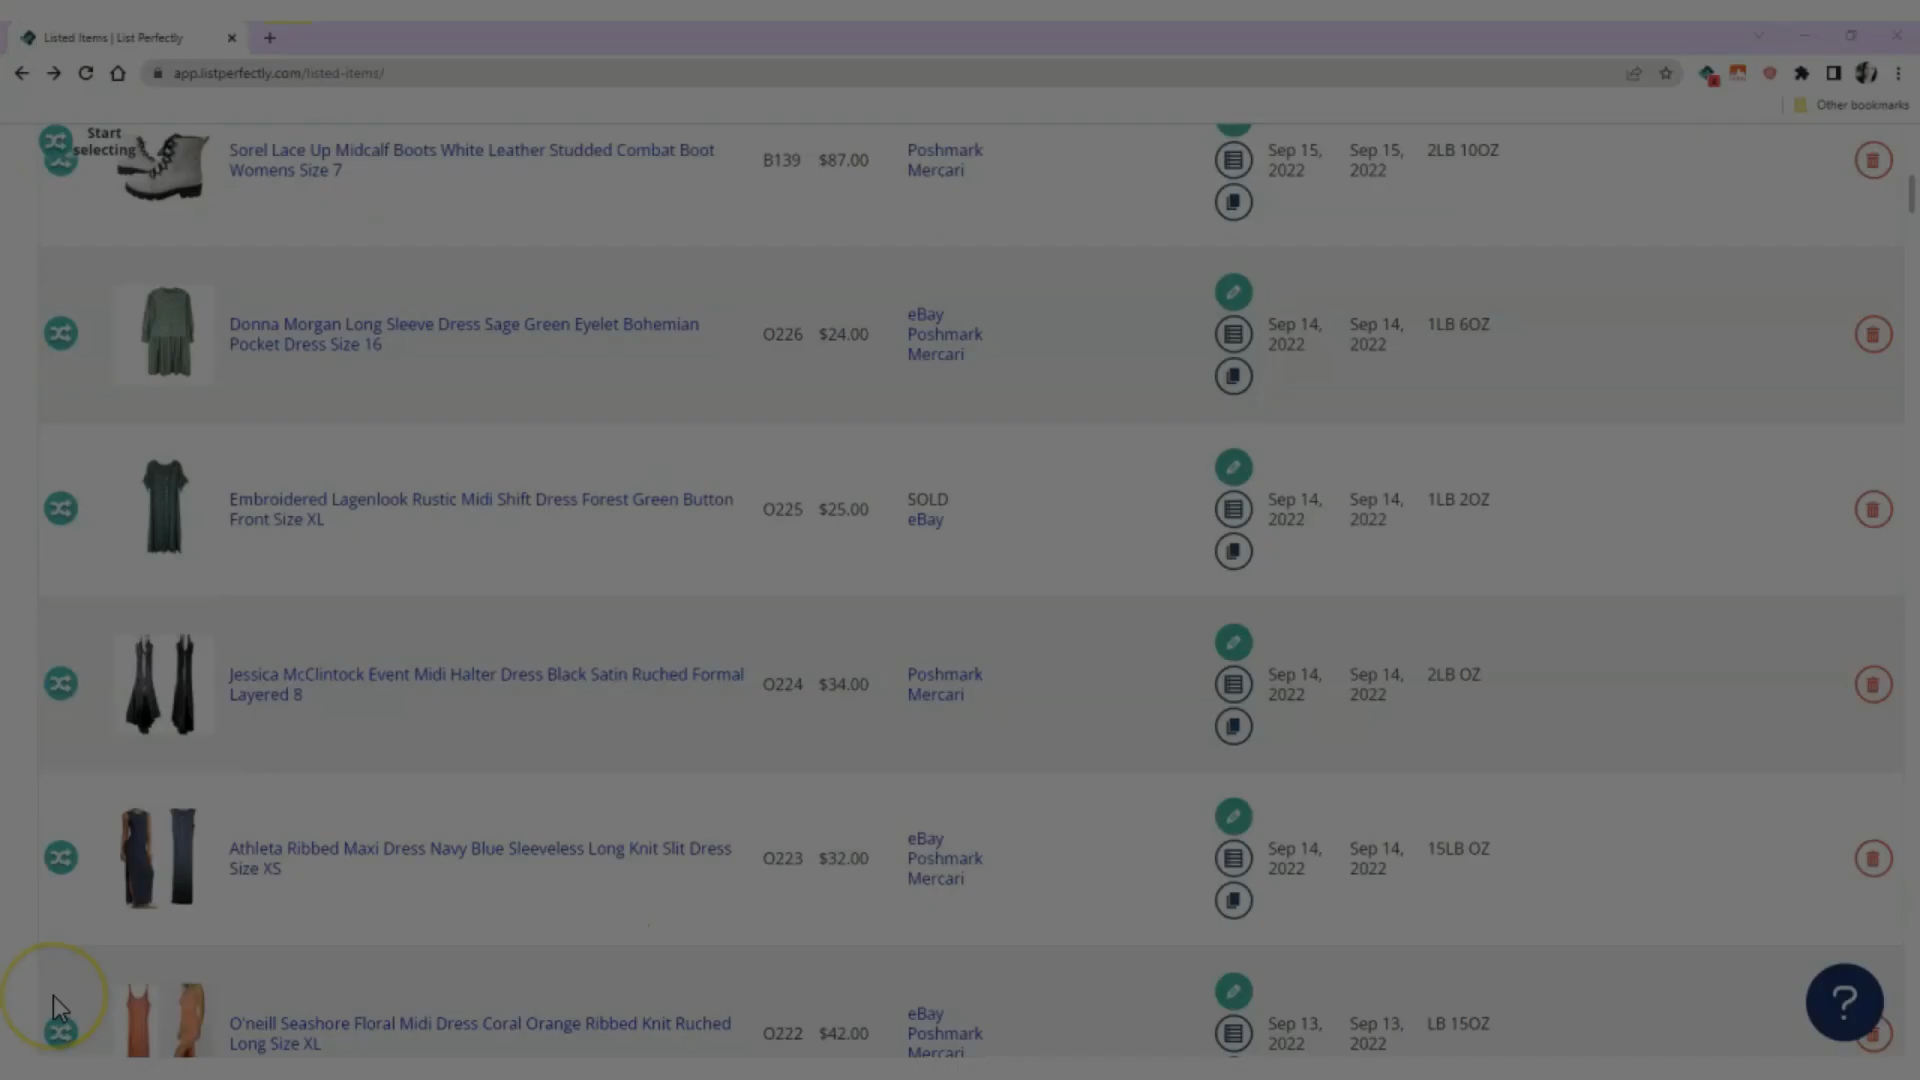 Listed Items | List Perfectly
app.listperfectly.com/listed-items/
Other bookmarks
Start
selecting
Sorel Lace Up Midcalf Boots White Leather Studded Combat Boot
Womens Size 7
B139 $87.00
Poshmark
Mercari
Sep 15,
2022
Sep 15,
2022
2LB 10OZ
Donna Morgan Long Sleeve Dress Sage Green Eyelet Bohemian
Pocket Dress Size 16
O226 $24.00
eBay
Poshmark
Mercari
Sep 14,
2022
Sep 14,
2022
1LB 6OZ
Embroidered Lagenlook Rustic Midi Shift Dress Forest Green Button
Front Size XL
O225 $25.00
SOLD
eBay
Sep 14,
2022
Sep 14,
2022
1LB 2OZ
Jessica McClintock Event Midi Halter Dress Black Satin Ruched Formal
Layered 8
O224 $34.00
Poshmark
Mercari
Sep 14,
2022
Sep 14,
2022
2LB OZ
Athleta Ribbed Maxi Dress Navy Blue Sleeveless Long Knit Slit Dress
Size XS
O223 $32.00
eBay
Poshmark
Mercari
Sep 14,
2022
Sep 14,
2022
15LB OZ
O'neill Seashore Floral Midi Dress Coral Orange Ribbed Knit Ruched
Long Size XL
O222 $42.00
eBay
Poshmark
Mercari
Sep 13,
2022
Sep 13,
2022
LB 15OZ
?